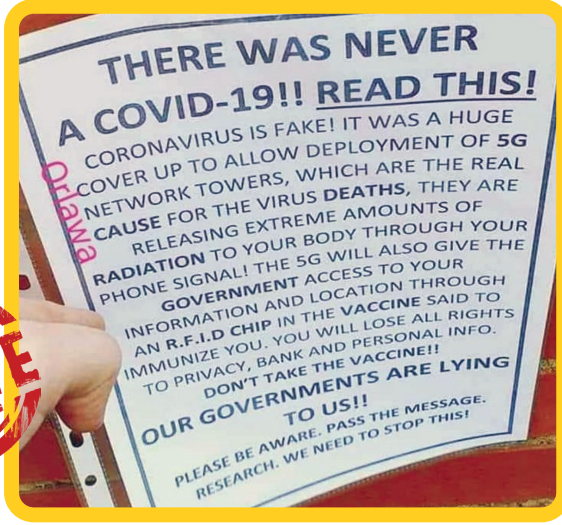 THERE WAS NEVER
A COVID-19!! READ THIS!
CORONAVIRUS IS FAKE! IT WAS A HUGE
COVER UP TO ALLOW DEPLOYMENT OF 5G
NETWORK TOWERS, WHICH ARE THE REAL
CAUSE FOR THE VIRUS DEATHS, THEY ARE
RELEASING EXTREME AMOUNTS OF
RADIATION TO YOUR BODY THROUGH YOUR
PHONE SIGNAL! THE 5G WILL ALSO GIVE THE
GOVERNMENT ACCESS TO YOUR
INFORMATION AND LOCATION THROUGH
AN R.F.I.D CHIP IN THE VACCINE SAID TO
IMMUNIZE YOU. YOU WILL LOSE ALL RIGHTS
TO PRIVACY, BANK AND PERSONAL INFO.
DON'T TAKE THE VACCINE!!
OUR GOVERNMENTS ARE LYING
TO US!!
PLEASE BE AWARE. PASS THE MESSAGE.
RESEARCH. WE NEED TO STOP THIS!
Orlawa